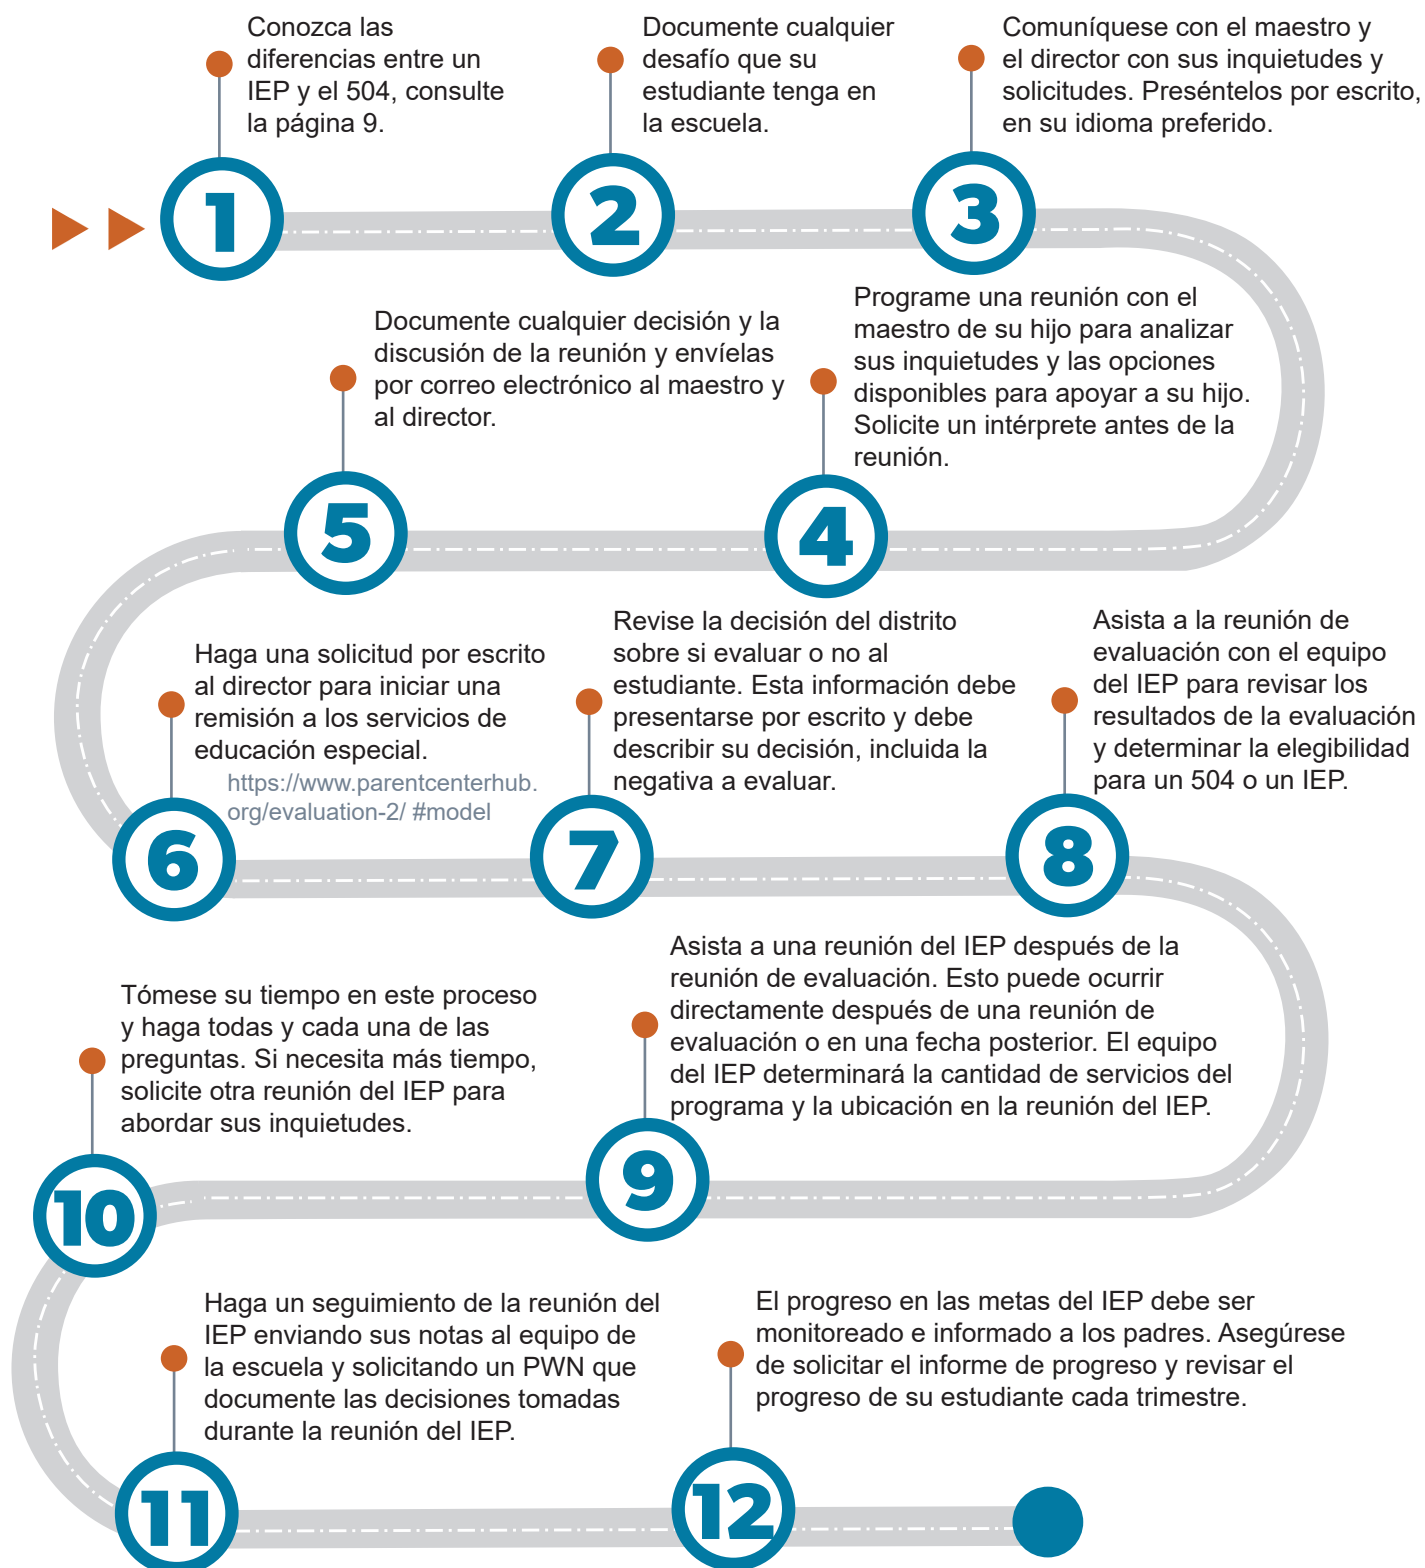 Conozca las
diferencias entre un
IEP y el 504, consulte
la página 9.
1
Documente cualquier
desafío que su
estudiante tenga en
la escuela.
2
Comuníquese con el maestro y
el director con sus inquietudes y
solicitudes. Preséntelos por escrito,
en su idioma preferido.
3
Programe una reunión con el
maestro de su hijo para analizar
sus inquietudes y las opciones
disponibles para apoyar a su hijo.
Solicite un intérprete antes de la
reunión.
4
Documente cualquier decisión y la
discusión de la reunión y envíelas
por correo electrónico al maestro y
al director.
5
Haga una solicitud por escrito
al director para iniciar una
remisión a los servicios de
educación especial.
https://www.parentcenterhub.
org/evaluation-2/ #model
6
Revise la decisión del distrito
sobre si evaluar o no al
estudiante. Esta información debe
presentarse por escrito y debe
describir su decisión, incluida la
negativa a evaluar.
7
Asista a la reunión de
evaluación con el equipo
del IEP para revisar los
resultados de la evaluación
y determinar la elegibilidad
para un 504 o un IEP.
8
Asista a una reunión del IEP después de la
reunión de evaluación. Esto puede ocurrir
directamente después de una reunión de
evaluación o en una fecha posterior. El equipo
del IEP determinará la cantidad de servicios del
programa y la ubicación en la reunión del IEP.
9
Tómese su tiempo en este proceso
y haga todas y cada una de las
preguntas. Si necesita más tiempo,
solicite otra reunión del IEP para
abordar sus inquietudes.
10
Haga un seguimiento de la reunión del
IEP enviando sus notas al equipo de
la escuela y solicitando un PWN que
documente las decisiones tomadas
durante la reunión del IEP.
11
El progreso en las metas del IEP debe ser
monitoreado e informado a los padres. Asegúrese
de solicitar el informe de progreso y revisar el
progreso de su estudiante cada trimestre.
12